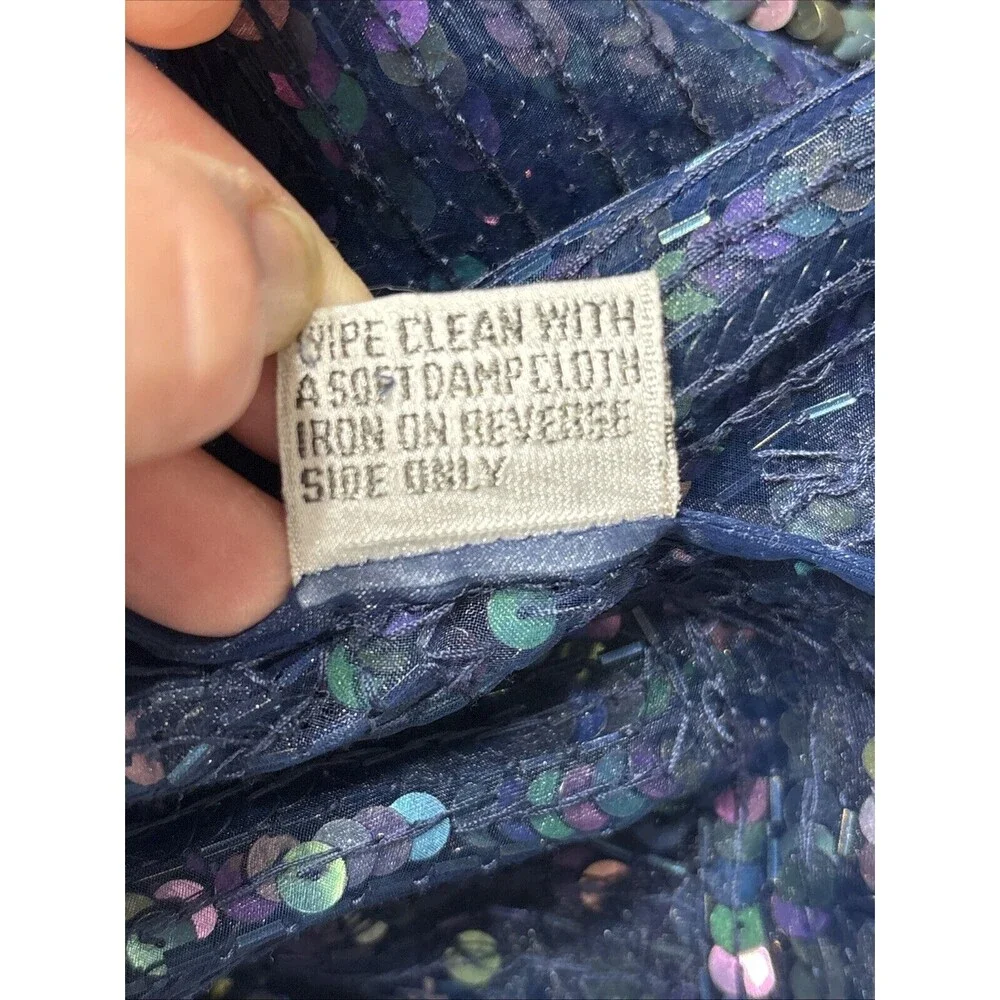 WIPE CLEAN WITH
A SOFT DAMP CLOTH
IRON ON REVERSE
SIDE ONLY